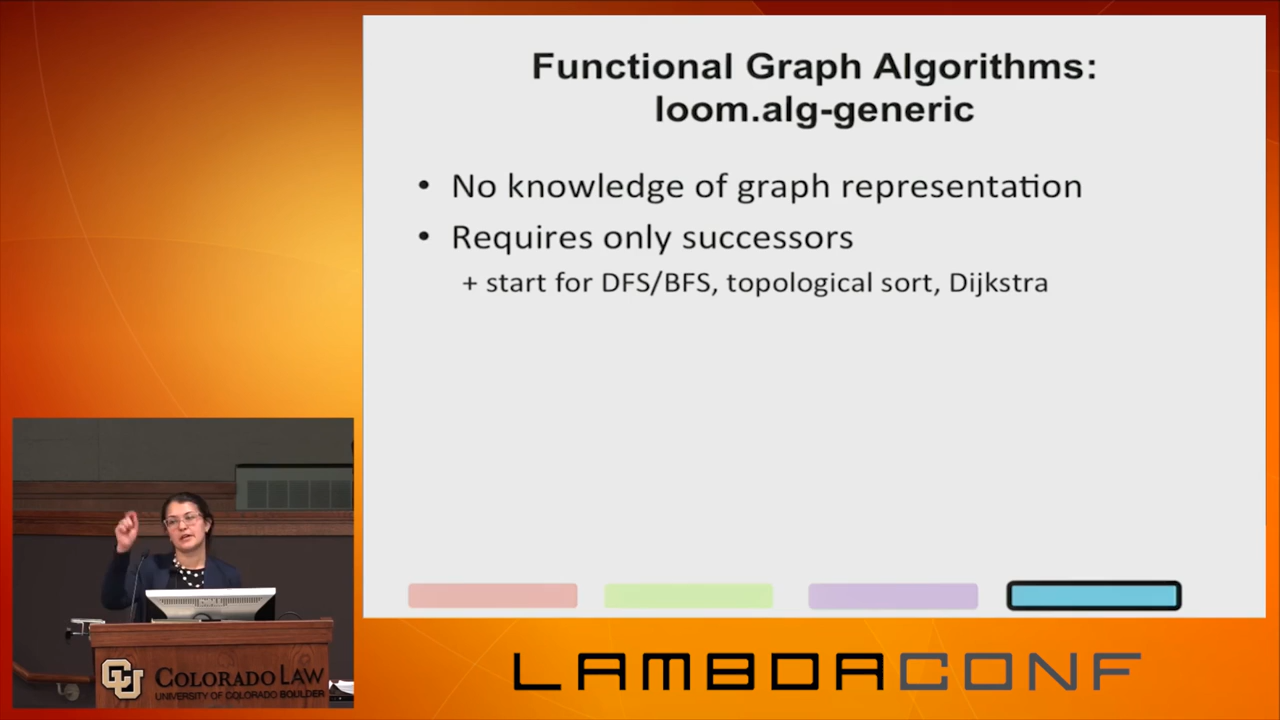 Functional Graph Algorithms:
loom.alg-generic
• No knowledge of graph representation
• Requires only successors
+ start for DFS/BFS, topological sort, Dijkstra
CU COLORADO LAW
UNIVERSITY OF COLORADO BOULDER
LAMBDACONF